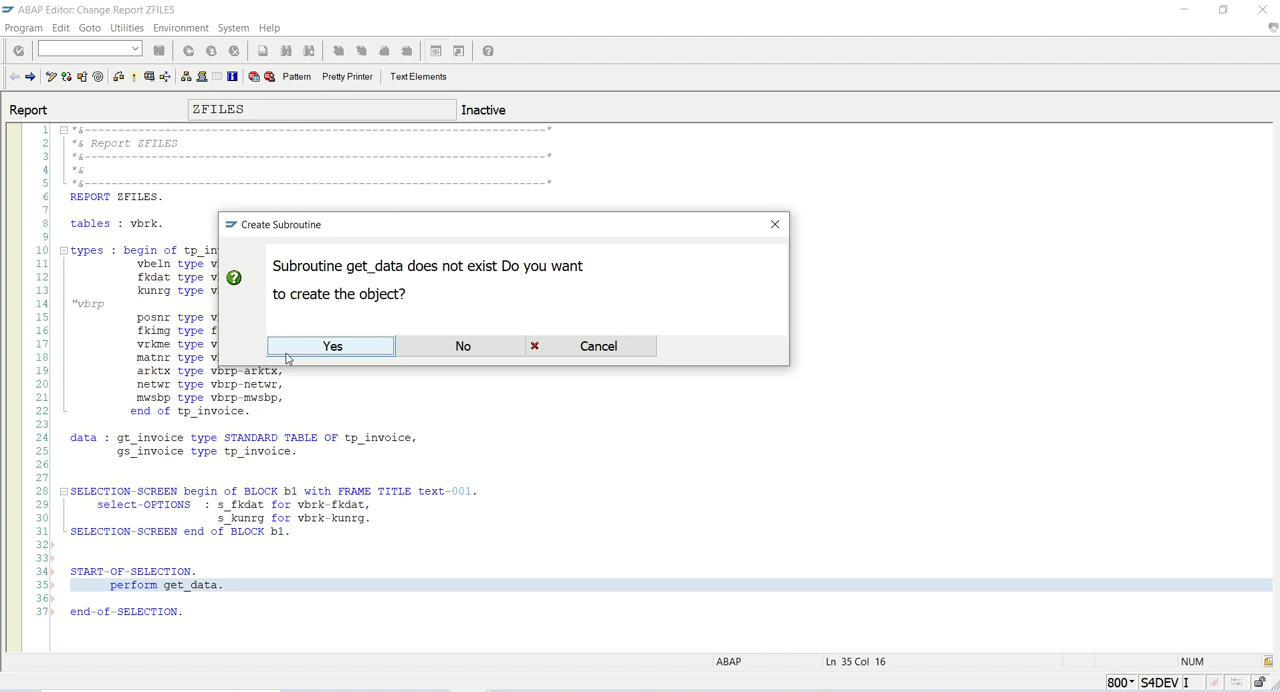 ABAP Editor: Change Report ZFILES
Program Edit Goto Utilities Environment System Help
Pattern Pretty Printer Text Elements
Report ZFILES Inactive
1 *&---------------------------------------------------------------------*
2 *& Report ZFILES
3 *&---------------------------------------------------------------------*
4 *&
5 *&---------------------------------------------------------------------*
6 REPORT ZFILES.
7
8 tables : vbrk.
9
10 types : begin of tp_in
11 vbeln type v
12 fkdat type v
13 kunrg type v
14 "vbrp
15 posnr type v
16 fkimg type f
17 vrkme type v
18 matnr type v
19 arktx type vbrp-arktx,
20 netwr type vbrp-netwr,
21 mwsbp type vbrp-mwsbp,
22 end of tp_invoice.
23
24 data : gt_invoice type STANDARD TABLE OF tp_invoice,
25 gs_invoice type tp_invoice.
26
27
28 SELECTION-SCREEN begin of BLOCK b1 with FRAME TITLE text-001.
29 select-OPTIONS : s_fkdat for vbrk-fkdat,
30 s_kunrg for vbrk-kunrg.
31 SELECTION-SCREEN end of BLOCK b1.
32
33
34 START-OF-SELECTION.
35 perform get_data.
36
37 end-of-SELECTION.
Create Subroutine
Subroutine get_data does not exist Do you want
to create the object?
Yes No Cancel
ABAP Ln 35 Col 16 NUM
800 S4DEV I